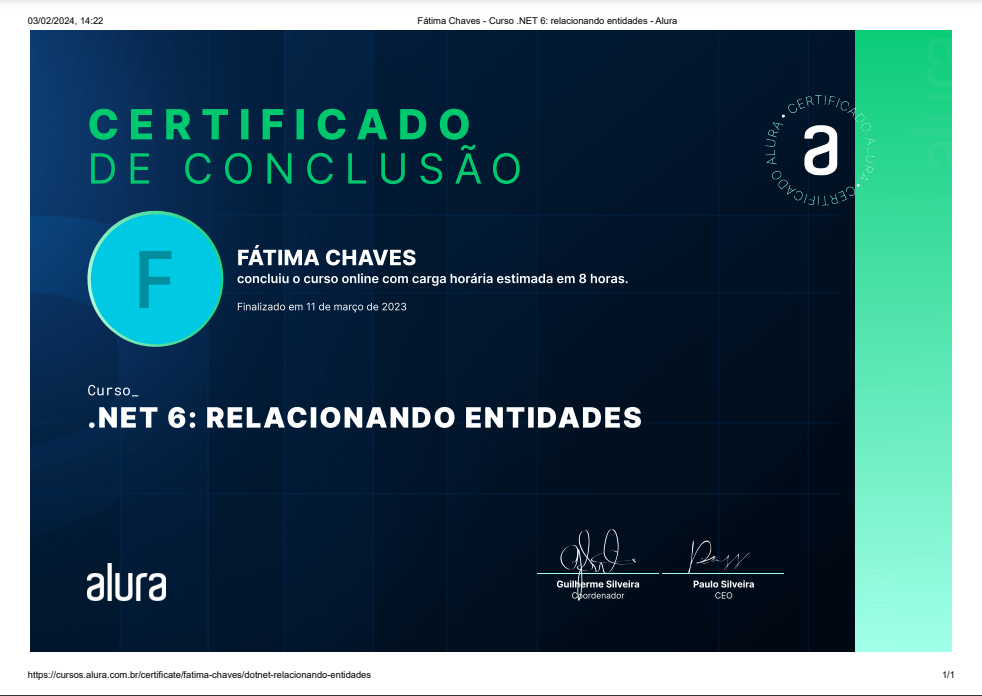 03/02/2024, 14:22
Fátima Chaves - Curso .NET 6: relacionando entidades - Alura
CERTIFICADO
DE CONCLUSÃO
CERTIFICADO ALURA • CERTIFICADO ALURA •
a
F
FÁTIMA CHAVES
concluiu o curso online com carga horária estimada em 8 horas.
Finalizado em 11 de março de 2023
Curso_
.NET 6: RELACIONANDO ENTIDADES
alura
Guilherme Silveira
Coordenador
Paulo Silveira
CEO
https://cursos.alura.com.br/certificate/fatima-chaves/dotnet-relacionando-entidades
1/1